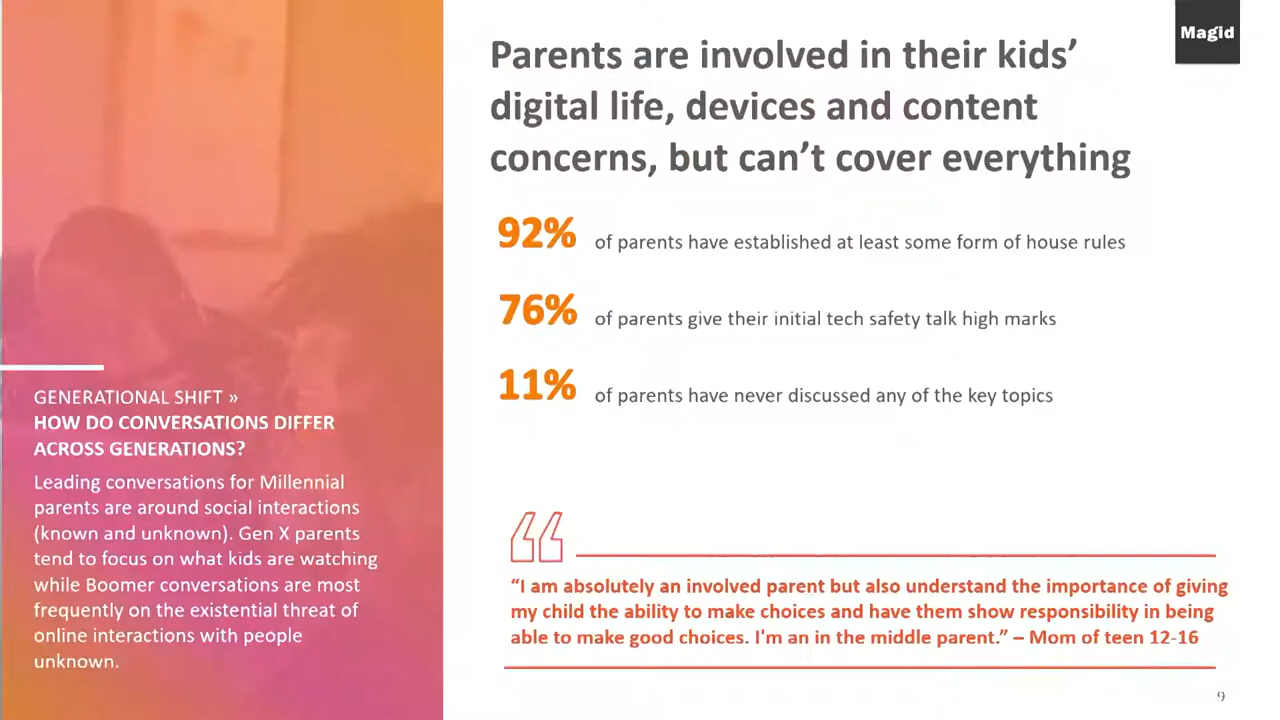 Magid
Parents are involved in their kids’
digital life, devices and content
concerns, but can’t cover everything
92% of parents have established at least some form of house rules
76% of parents give their initial tech safety talk high marks
11% of parents have never discussed any of the key topics
GENERATIONAL SHIFT »
HOW DO CONVERSATIONS DIFFER
ACROSS GENERATIONS?
Leading conversations for Millennial
parents are around social interactions
(known and unknown). Gen X parents
tend to focus on what kids are watching
while Boomer conversations are most
frequently on the existential threat of
online interactions with people
unknown.
“I am absolutely an involved parent but also understand the importance of giving
my child the ability to make choices and have them show responsibility in being
able to make good choices. I'm an in the middle parent.” – Mom of teen 12-16
9